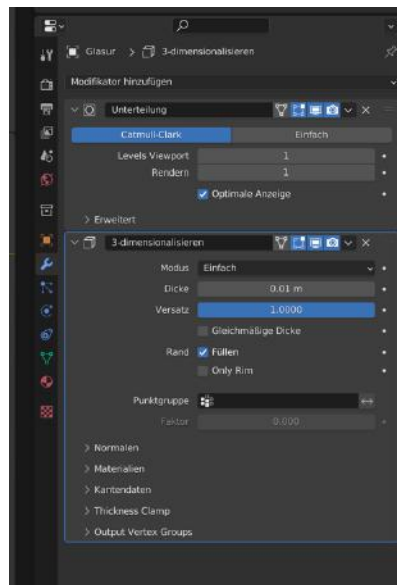 Glasur > 3-dimensionalisieren
Modifikator hinzufügen
Unterteilung
Catmull-Clark Einfach
Levels Viewport 1
Rendern 1
Optimale Anzeige
> Erweitert
3-dimensionalisieren
Modus Einfach
Dicke 0.01 m
Versatz 1.0000
Gleichmäßige Dicke
Rand Füllen
Only Rim
Punktgruppe
Faktor 0.000
> Normalen
> Materialien
> Kantendaten
> Thickness Clamp
> Output Vertex Groups